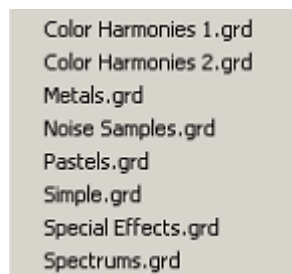 Color Harmonies 1.grd
Color Harmonies 2.grd
Metals.grd
Noise Samples.grd
Pastels.grd
Simple.grd
Special Effects.grd
Spectrums.grd